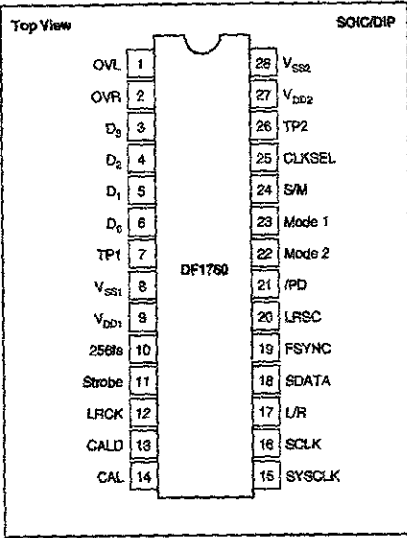 Top View SOIC/DIP
OVL 1 28 VSS2
OVR 2 27 VDD2
D3 3 26 TP2
D2 4 25 CLKSEL
D1 5 24 S/M
D0 6 23 Mode 1
TP1 7 22 Mode 2
DF1760
VSS1 8 21 /PD
VDD1 9 20 LRSC
256fs 10 19 FSYNC
Strobe 11 18 SDATA
LRCK 12 17 L/R
CALD 13 16 SCLK
CAL 14 15 SYSCLK